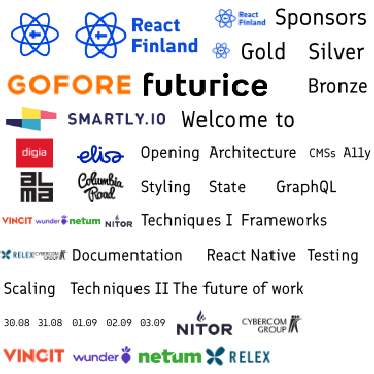 React Finland React Finland Sponsors
Gold Silver
GOFORE futurice Bronze
SMARTLY.IO Welcome to
digia elisa Opening Architecture CMSs A11y
ALMA Columbia Road Styling State GraphQL
VINCIT wunder netum NITOR Techniques I Frameworks
RELEX CYBERCOM GROUP Documentation React Native Testing
Scaling Techniques II The future of work
30.08 31.08 01.09 02.09 03.09 NITOR CYBERCOM GROUP
VINCIT wunder netum RELEX